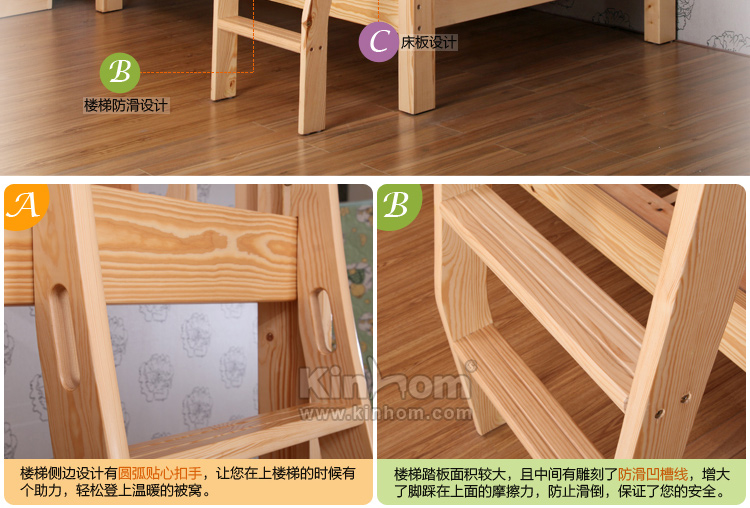 C
床板设计
B
楼梯防滑设计
A
B
Kinhom
www.kinhom.com
楼梯侧边设计有圆弧贴心扣手，让您在上楼梯的时候有
个助力，轻松登上温暖的被窝。
楼梯踏板面积较大，且中间有雕刻了防滑凹槽线，增大
了脚踩在上面的摩擦力，防止滑倒，保证了您的安全。